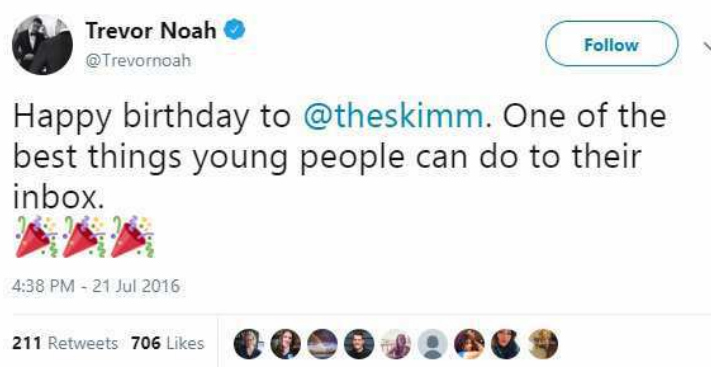 Trevor Noah
Follow
@Trevornoah
Happy birthday to @theskimm. One of the
best things young people can do to their
inbox.
4:38 PM - 21 Jul 2016
211 Retweets 706 Likes